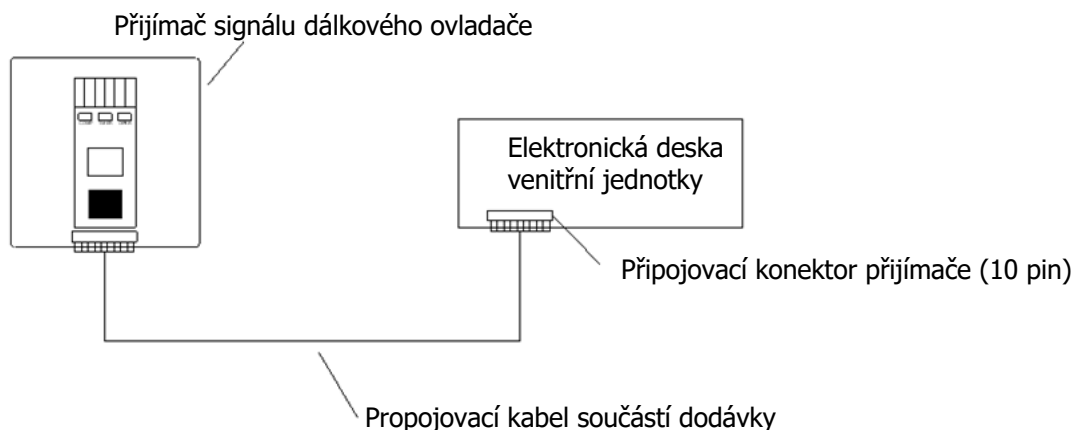 Přijímač signálu dálkového ovladače
Elektronická deska
venitřní jednotky
Připojovací konektor přijímače (10 pin)
Propojovací kabel součástí dodávky